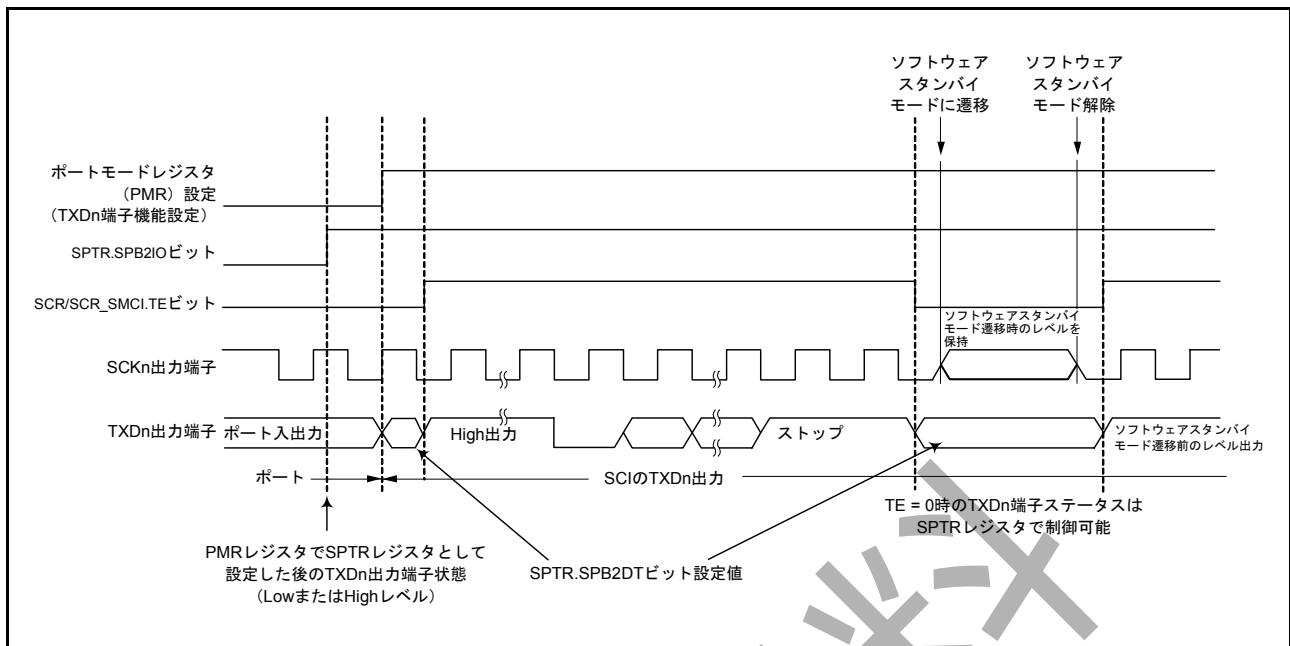 ソフトウェア
スタンバイ
モードに遷移
ソフトウェア
スタンバイ
モード解除
ポートモードレジスタ
（PMR）設定
（TXDn端子機能設定）
SPTR.SPB2IOビット
SCR/SCR_SMCI.TEビット
ソフトウェアスタンバイ
モード遷移時のレベルを
保持
SCKn出力端子
TXDn出力端子
ポート入出力
High出力
ストップ
ソフトウェアスタンバイ
モード遷移前のレベル出力
ポート
SCIのTXDn出力
TE = 0時のTXDn端子ステータスは
SPTRレジスタで制御可能
PMRレジスタでSPTRレジスタとして
設定した後のTXDn出力端子状態
（LowまたはHighレベル）
SPTR.SPB2DTビット設定値